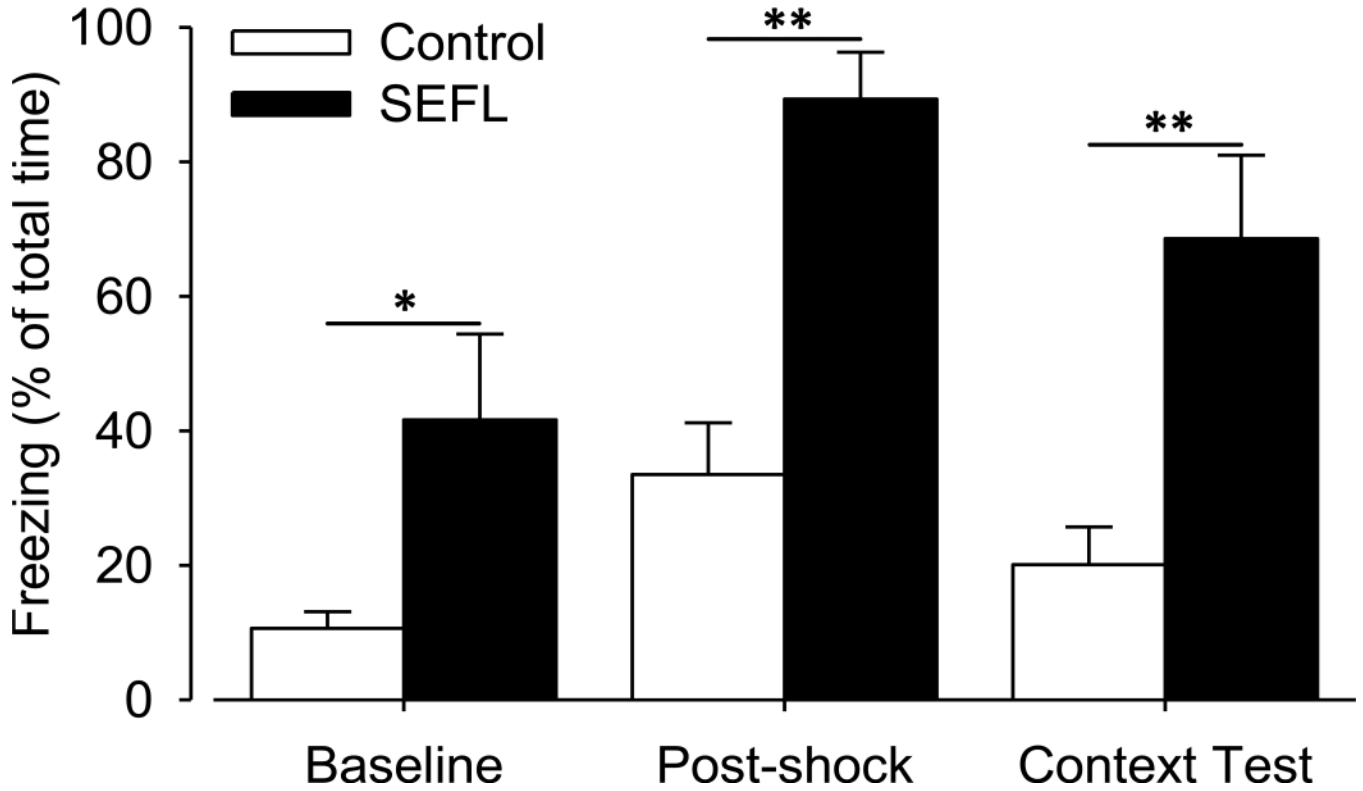 Freezing (% of total time)
100
80
60
40
20
0
Control
SEFL
*
**
**
Baseline
Post-shock
Context Test